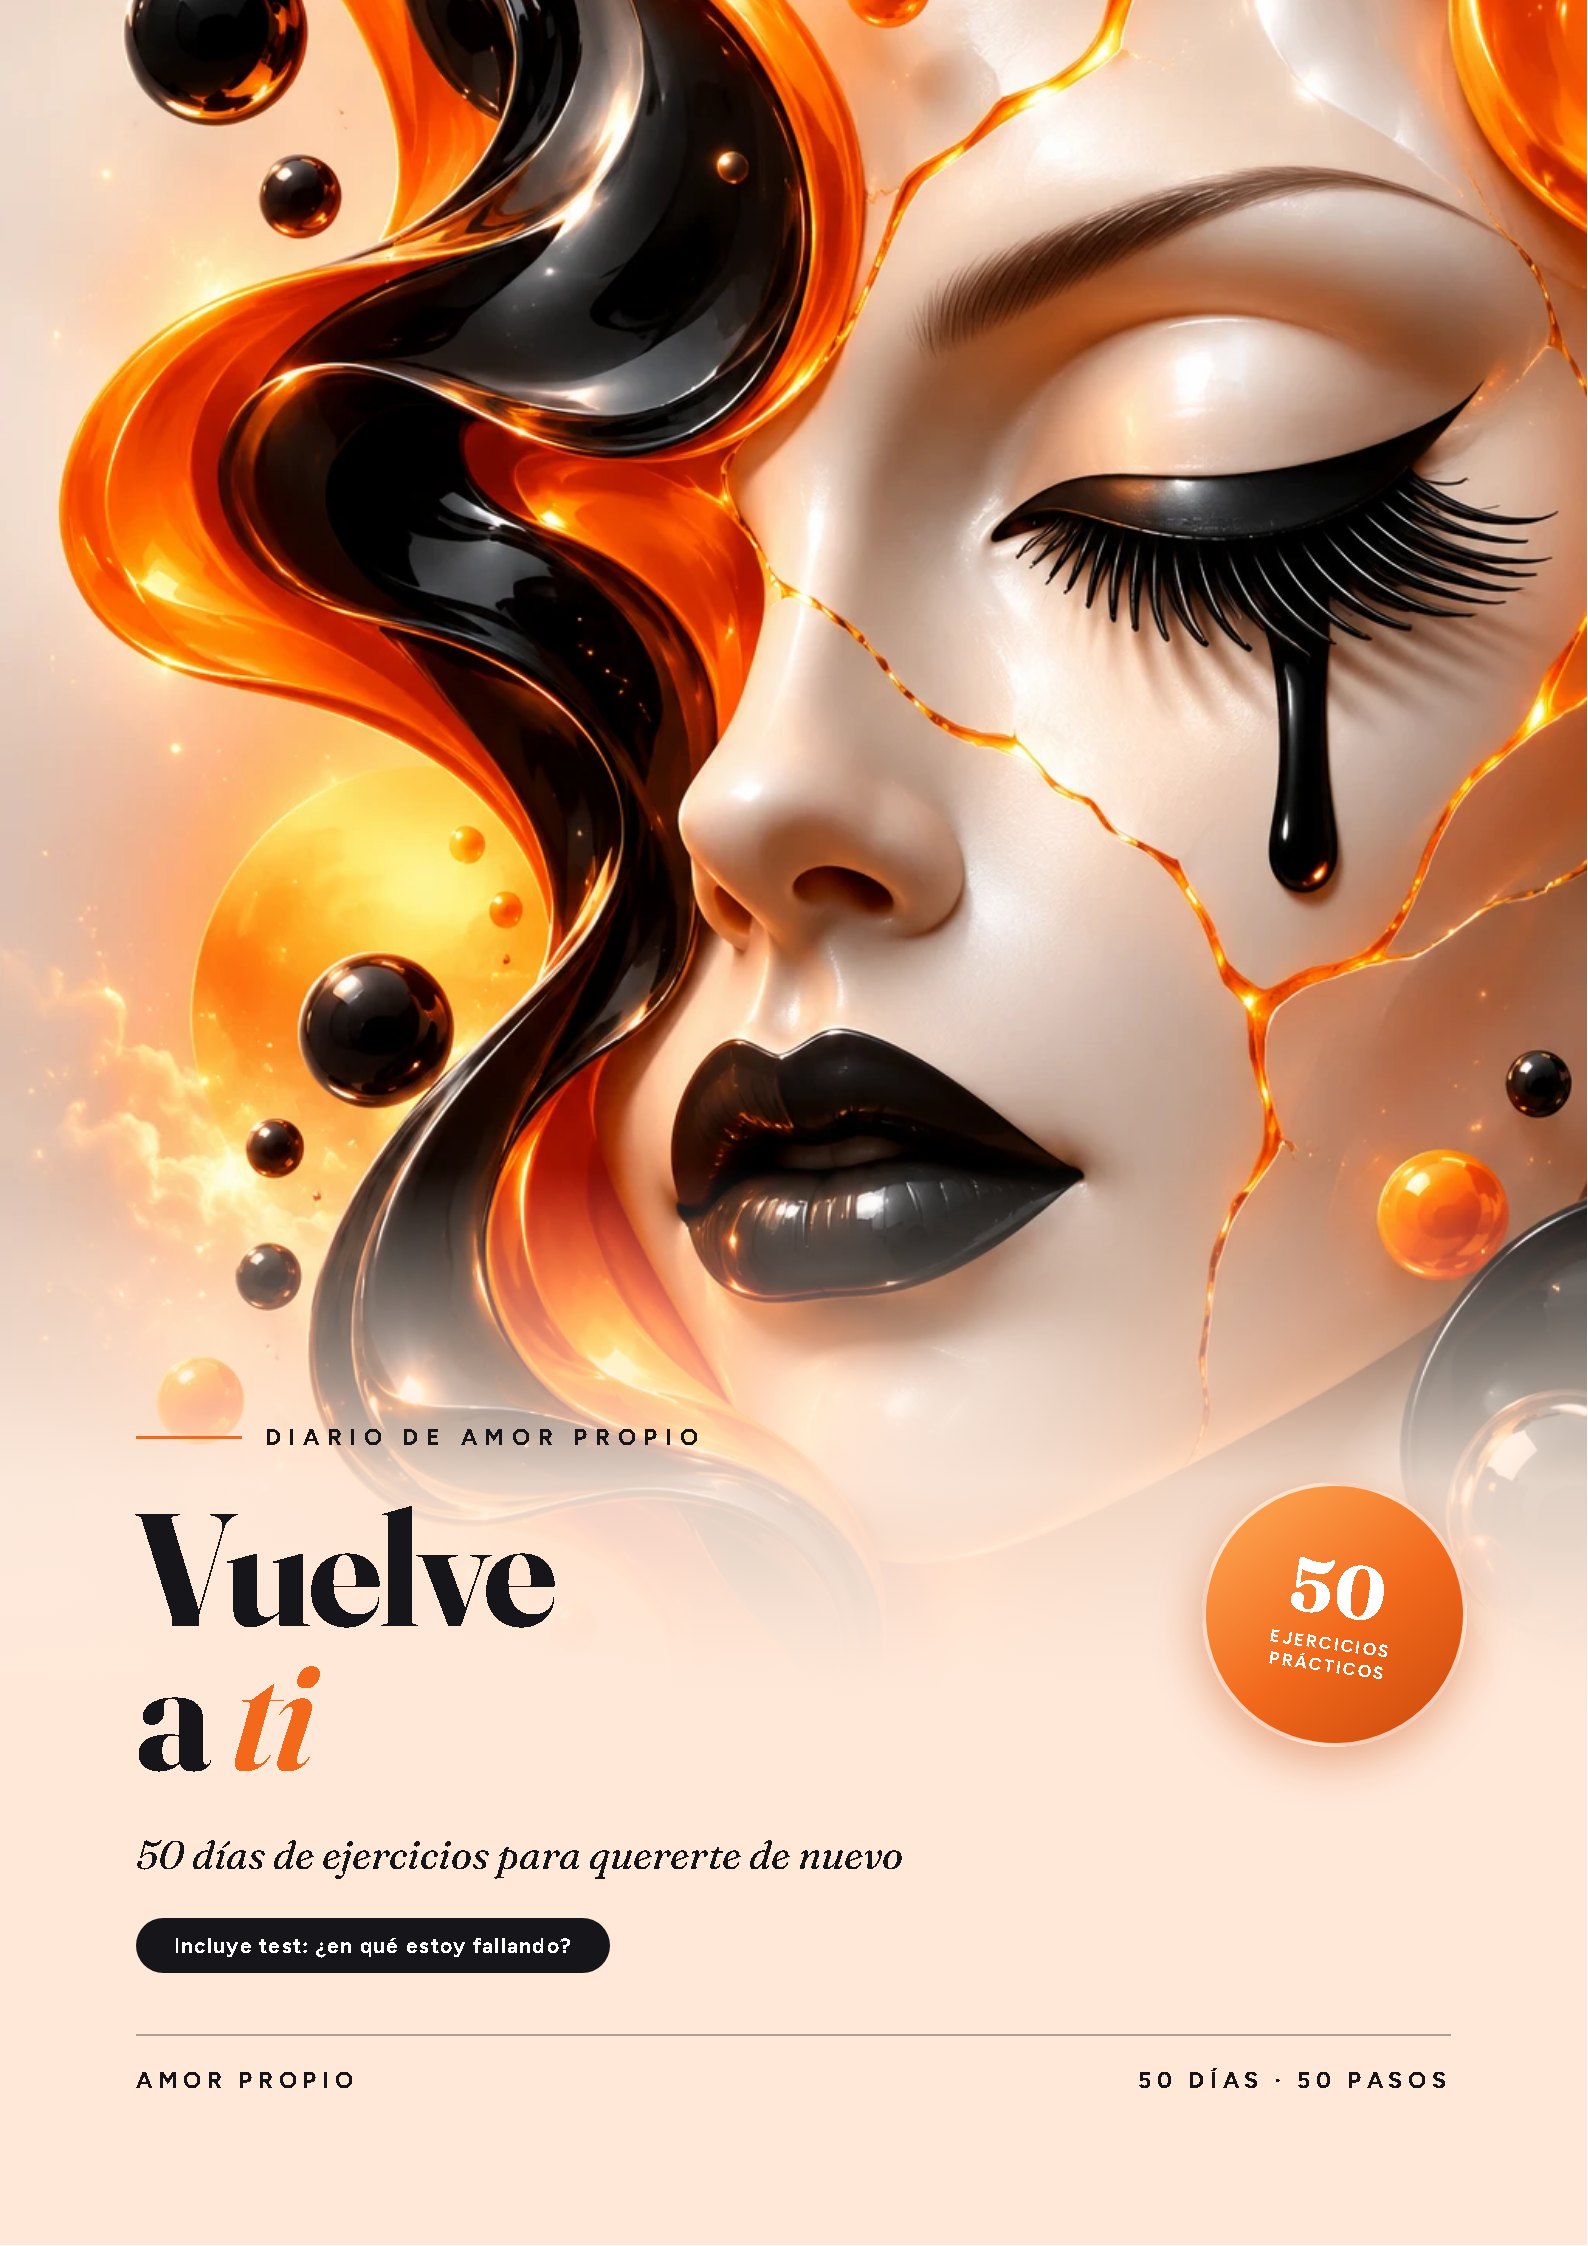 DIARIO DE AMOR PROPIO
Vuelve
a ti
50
EJERCICIOS
PRÁCTICOS
50 días de ejercicios para quererte de nuevo
Incluye test: ¿en qué estoy fallando?
AMOR PROPIO
50 DÍAS · 50 PASOS